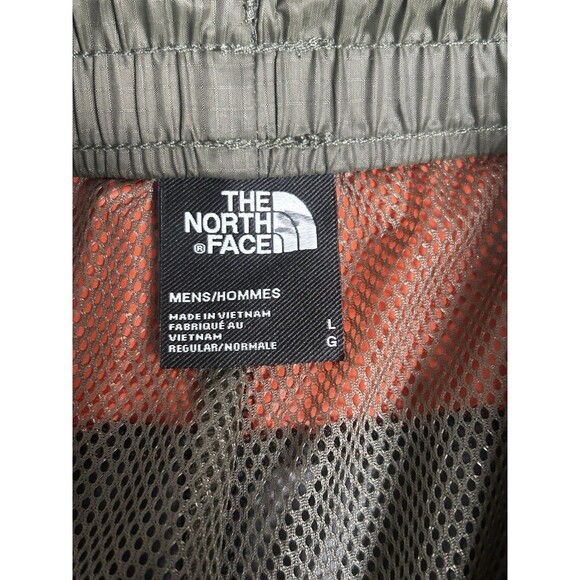 THE
NORTH
® FACE
MENS/HOMMES
MADE IN VIETNAM
FABRIQUÉ AU
VIETNAM
REGULAR/NORMALE
L
G